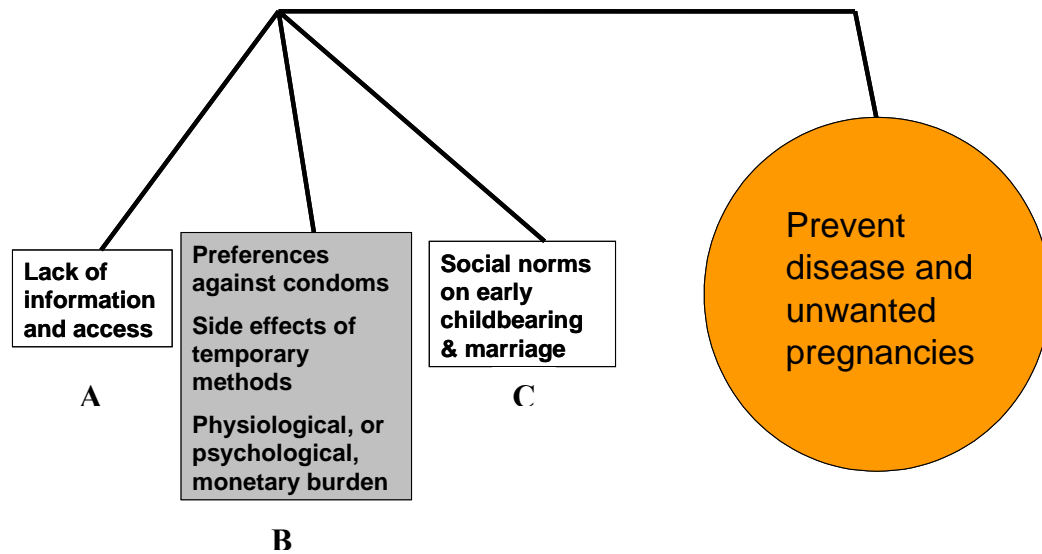 Lack of
information
and access
A
Preferences
against condoms
Side effects of
temporary
methods
Physiological, or
psychological,
monetary burden
B
Social norms
on early
childbearing
& marriage
C
Prevent
disease and
unwanted
pregnancies